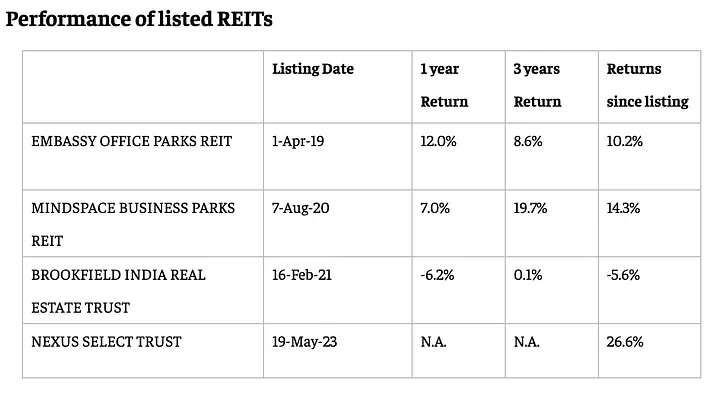 Performance of listed REITs
Listing Date 1 year 3 years Returns
Return Return since listing
EMBASSY OFFICE PARKS REIT 1-Apr-19 12.0% 8.6% 10.2%
MINDSPACE BUSINESS PARKS 7-Aug-20 7.0% 19.7% 14.3%
REIT
BROOKFIELD INDIA REAL 16-Feb-21 -6.2% 0.1% -5.6%
ESTATE TRUST
NEXUS SELECT TRUST 19-May-23 N.A. N.A. 26.6%